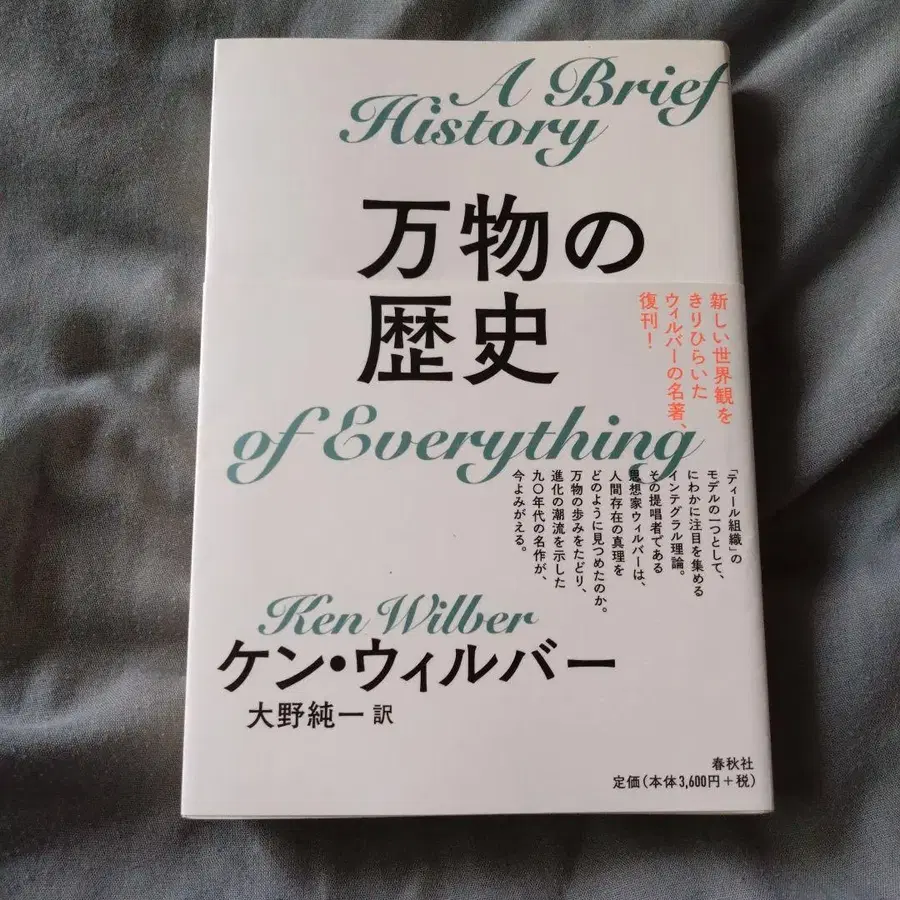 A Brief
History
万物の
歴史
新しい世界観を
きりひらいた
ウィルバーの名著、
復刊！
of Everything
「ティール組織」の
モデルの一つとして、
にわかに注目を集める
インテグラル理論。
その提唱者である
思想家ウィルバーは、
人間存在の真理を
どのように見つめたのか。
万物の歩みをたどり、
進化の潮流を示した
九〇年代の名作が、
今よみがえる。
Ken Wilber
ケン・ウィルバー
大野純一 訳
春秋社
定価(本体3,600円+税)